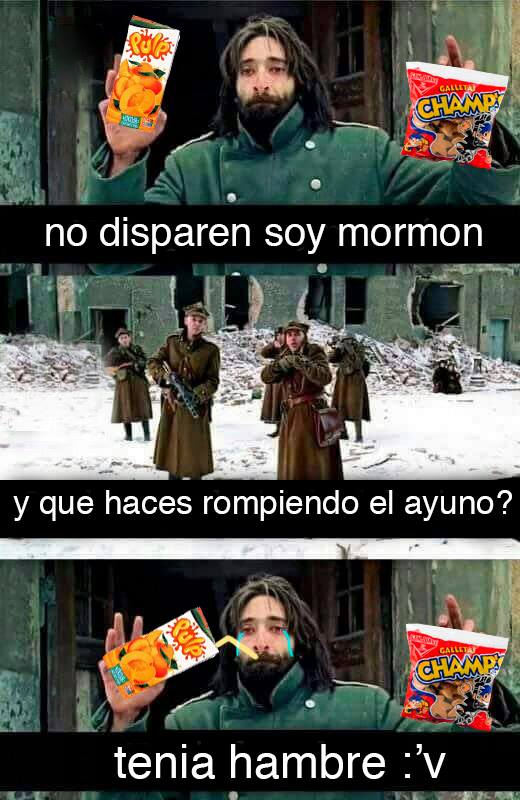 Pulp
GALLETAS
CHAMPS
no disparen soy mormon
y que haces rompiendo el ayuno?
Pulp
GALLETAS
CHAMPS
tenia hambre :’v